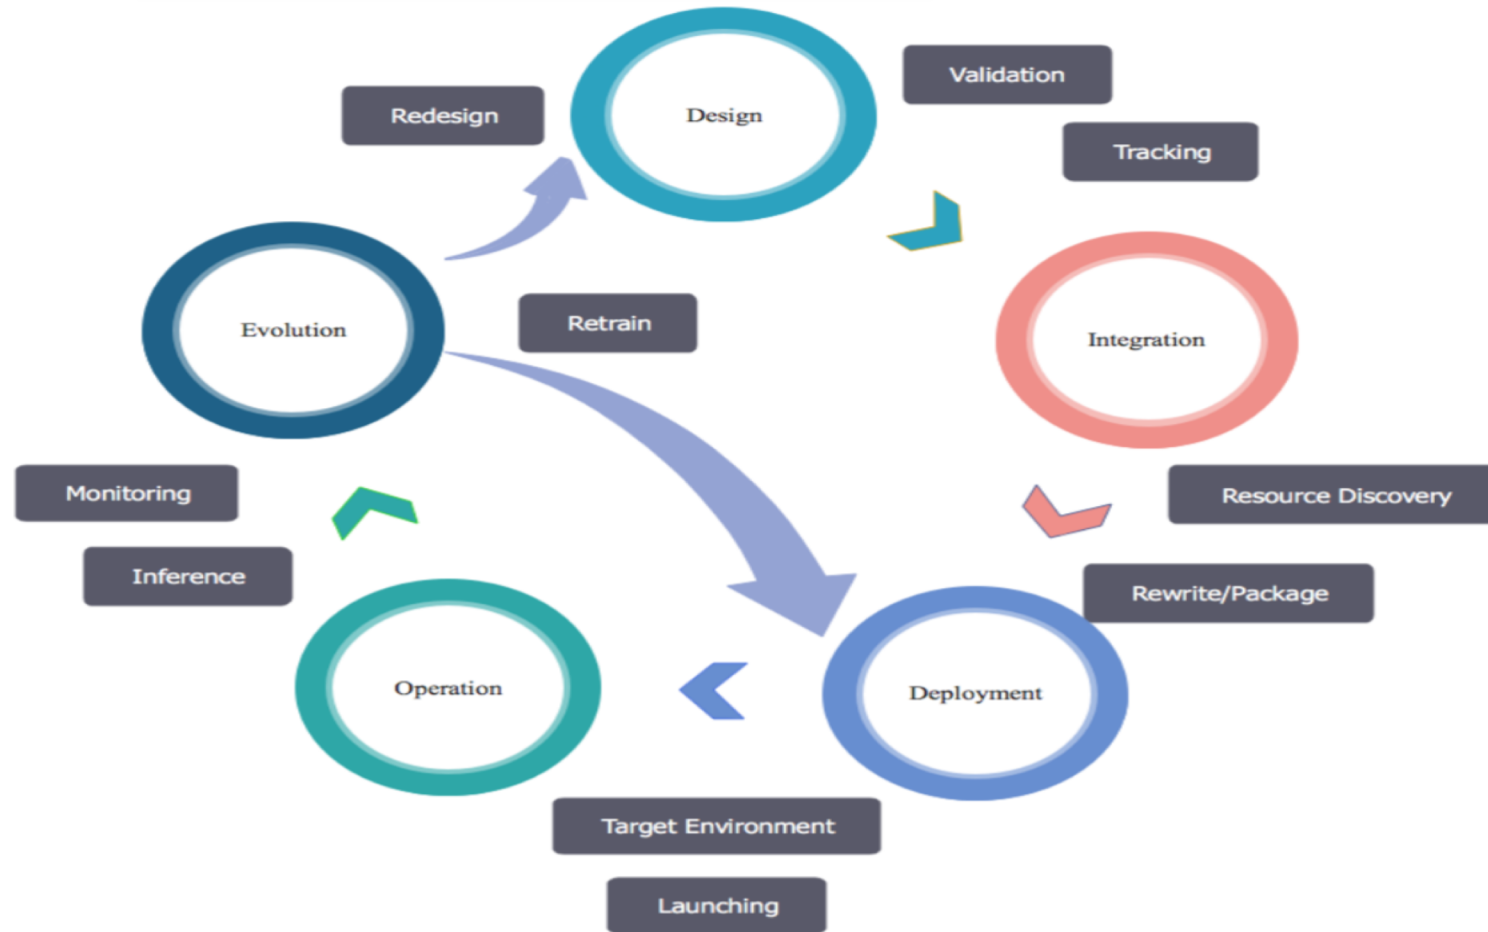 Design
Validation
Redesign
Tracking
Evolution
Retrain
Integration
Monitoring
Resource Discovery
Inference
Rewrite/Package
Operation
Deployment
Target Environment
Launching